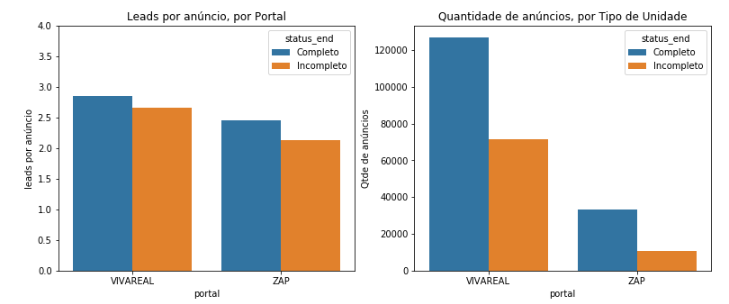 Leads por anúncio, por Portal
leads por anúncio
4.0
3.5
3.0
2.5
2.0
1.5
1.0
0.5
0.0
status_end
Completo
Incompleto
VIVAREAL
ZAP
portal
Quantidade de anúncios, por Tipo de Unidade
Qtde de anúncios
120000
100000
80000
60000
40000
20000
0
status_end
Completo
Incompleto
VIVAREAL
ZAP
portal